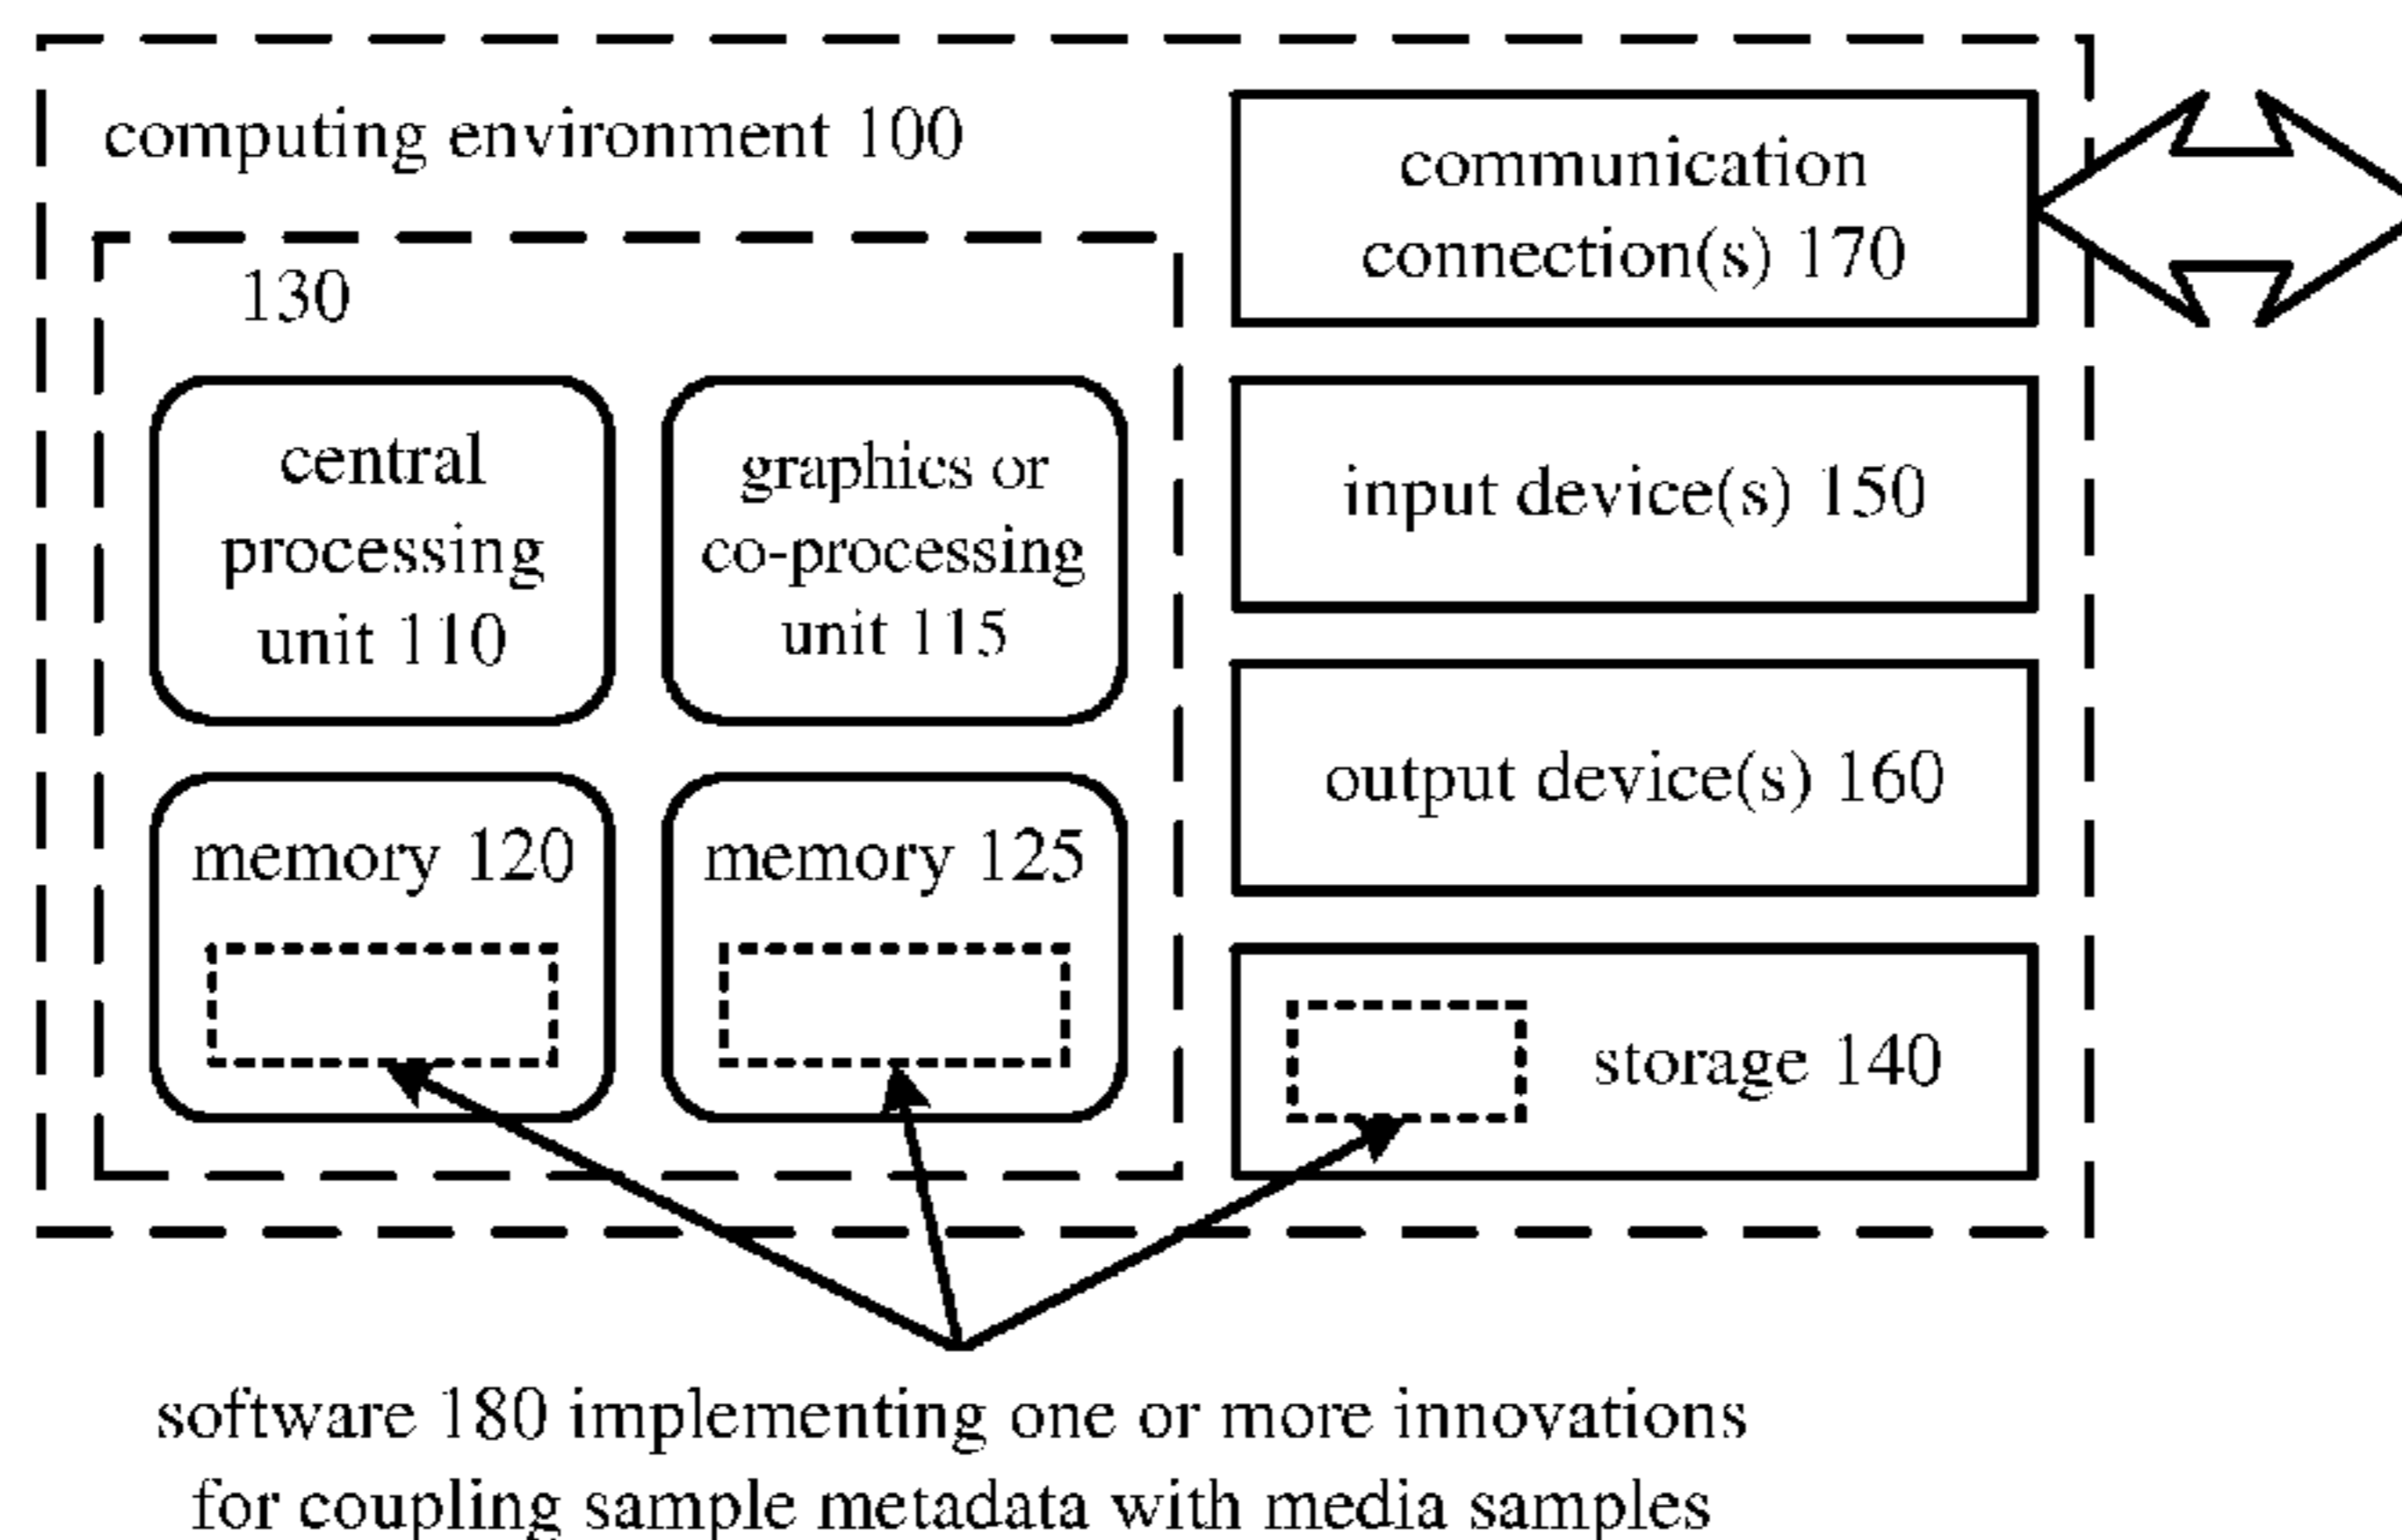 computing environment 100
130
central
processing
unit 110
graphics or
co-processing
unit 115
memory 120
memory 125
communication
connection(s) 170
input device(s) 150
output device(s) 160
storage 140
software 180 implementing one or more innovations
for coupling sample metadata with media samples